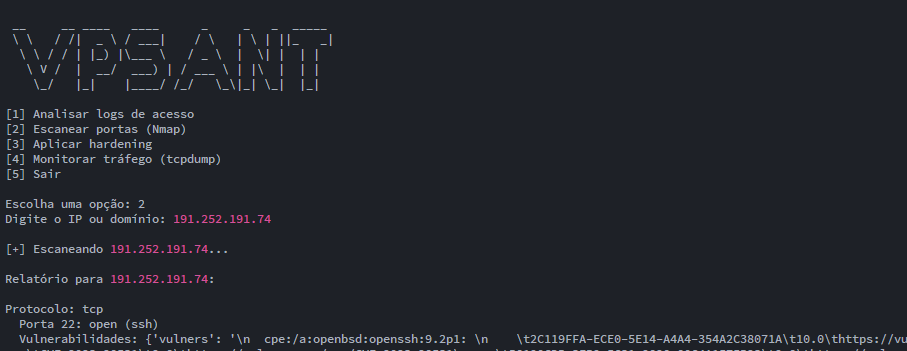 VPSANT
[1] Analisar logs de acesso
[2] Escanear portas (Nmap)
[3] Aplicar hardening
[4] Monitorar tráfego (tcpdump)
[5] Sair
Escolha uma opção: 2
Digite o IP ou domínio: 191.252.191.74
[+] Escaneando 191.252.191.74...
Relatório para 191.252.191.74:
Protocolo: tcp
Porta 22: open (ssh)
Vulnerabilidades: {'vulners': '\n  cpe:/a:openbsd:openssh:9.2p1: \n    \t2C119FFA-ECE0-5E14-A4A4-354A2C38071A\t10.0\thttps://vu